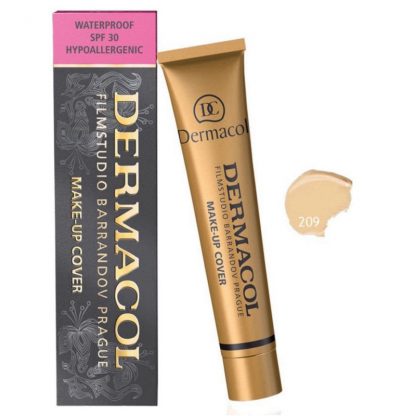 WATERPROOF
SPF 30
HYPOALLERGENIC
DERMACOL
FILMSTUDIO BARRANDOV PRAGUE
MAKE-UP COVER
DC
Dermacol
DERMACOL
FILMSTUDIO BARRANDOV PRAGUE
MAKE-UP COVER
209